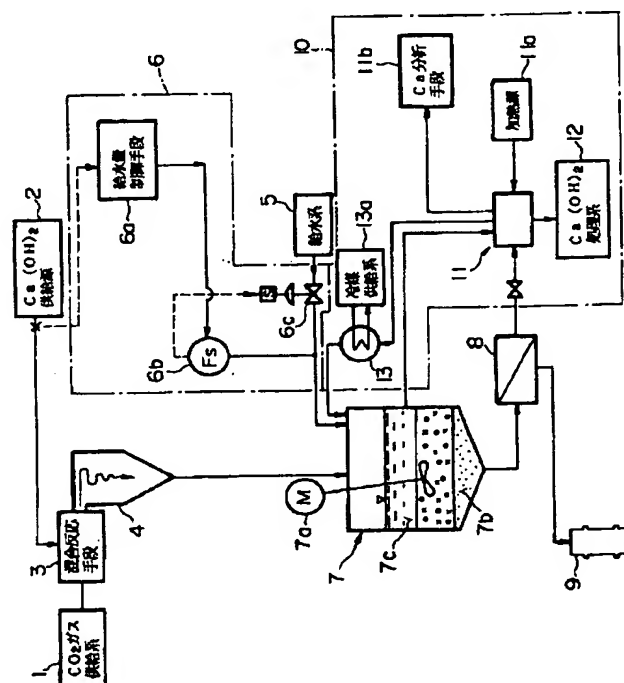 1
CO₂ガス
供給系
2
Ca(OH)₂
供給源
3
混合反応
手段
4
5
給水系
6
6a
給水量
制御手段
6b
Fs
6c
S
7
7a
M
7b
7c
8
9
10
11
11a
加熱源
11b
Ca分析
手段
12
Ca(OH)₂
処理系
13
13a
冷媒
供給系